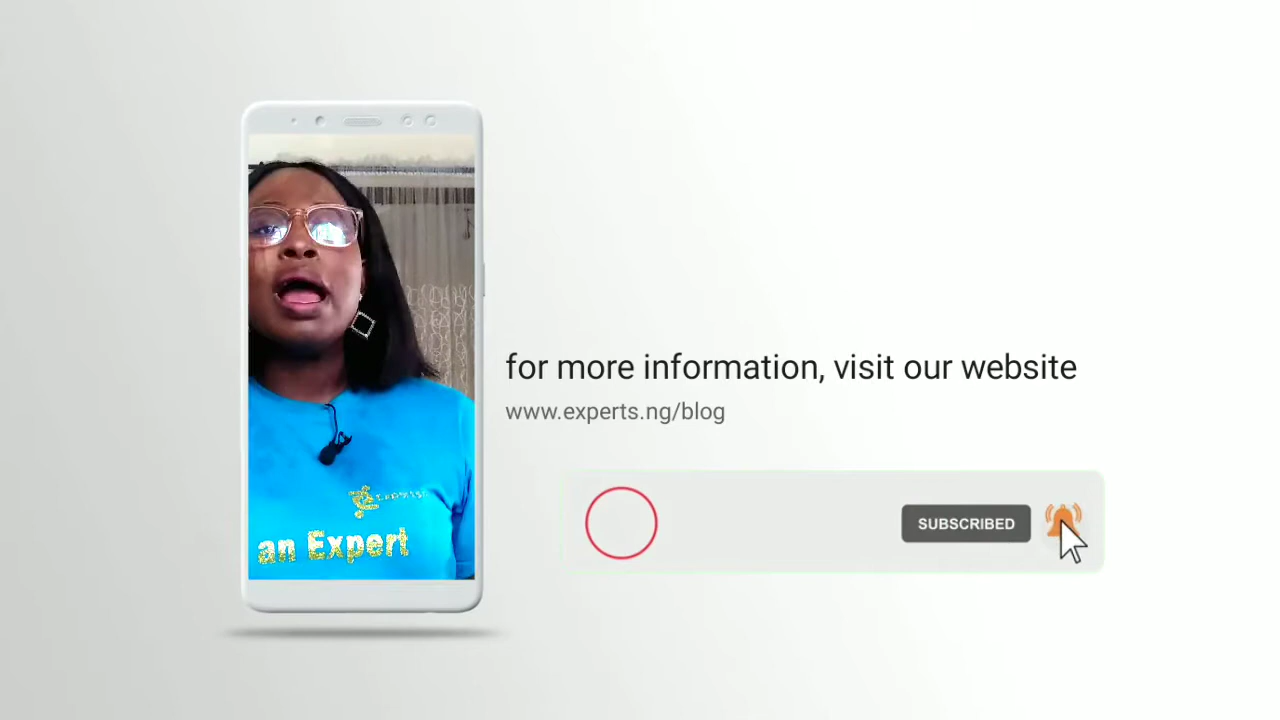 for more information, visit our website
www.experts.ng/blog
SUBSCRIBED
an Expert